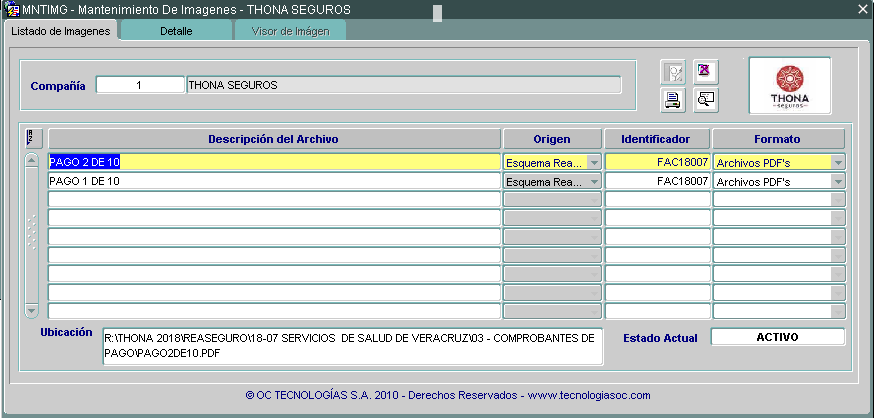 MNTIMG - Mantenimiento De Imagenes - THONA SEGUROS
Listado de Imagenes Detalle Visor de Imágen
Compañía 1 THONA SEGUROS
THONA
seguros
Descripción del Archivo Origen Identificador Formato
PAGO 2 DE 10 Esquema Rea... FAC18007 Archivos PDF's
PAGO 1 DE 10 Esquema Rea... FAC18007 Archivos PDF's
Ubicación R:\THONA 2018\REASEGURO\18-07 SERVICIOS DE SALUD DE VERACRUZ\03 - COMPROBANTES DE
PAGO\PAGO2DE10.PDF
Estado Actual ACTIVO
© OC TECNOLOGÍAS S.A. 2010 - Derechos Reservados - www.tecnologiasoc.com